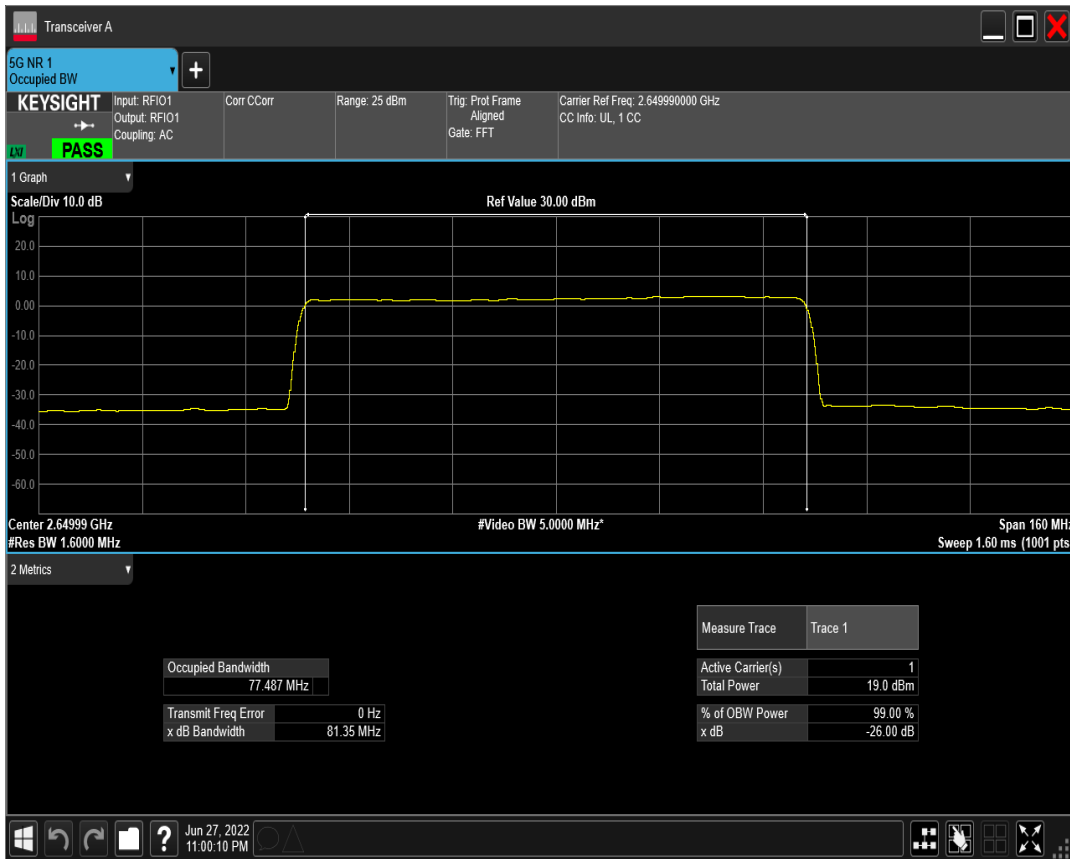 Transceiver A
5G NR 1
Occupied BW
KEYSIGHT
LXI
PASS
Input: RFIO1
Output: RFIO1
Coupling: AC
Corr CCorr
Range: 25 dBm
Trig: Prot Frame
Aligned
Gate: FFT
Carrier Ref Freq: 2.649990000 GHz
CC Info: UL, 1 CC
1 Graph
Scale/Div 10.0 dB
Ref Value 30.00 dBm
Log
20.0
10.0
0.00
-10.0
-20.0
-30.0
-40.0
-50.0
-60.0
Center 2.64999 GHz
#Video BW 5.0000 MHz*
Span 160 MHz
#Res BW 1.6000 MHz
Sweep 1.60 ms (1001 pts
2 Metrics
Measure Trace Trace 1
Occupied Bandwidth
77.487 MHz
Active Carrier(s) 1
Total Power 19.0 dBm
Transmit Freq Error 0 Hz
x dB Bandwidth 81.35 MHz
% of OBW Power 99.00 %
x dB -26.00 dB
?
Jun 27, 2022
11:00:10 PM